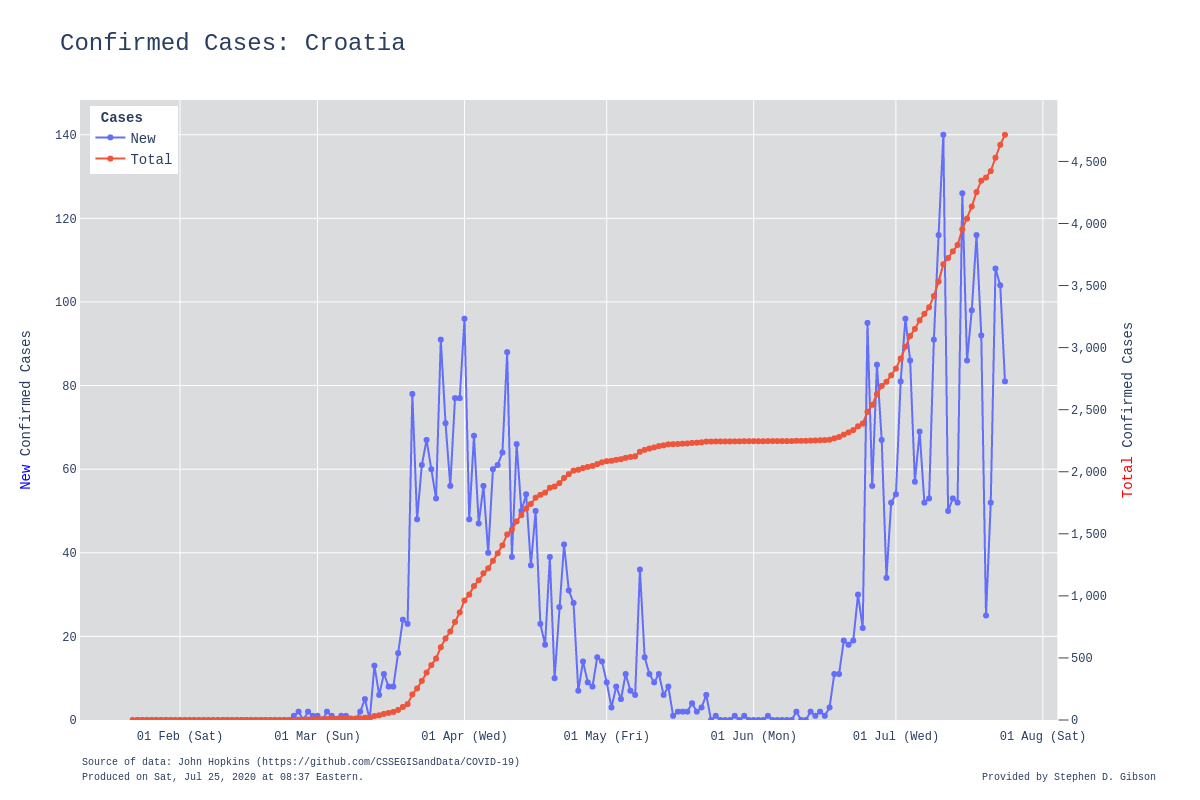 Confirmed Cases: Croatia
Cases
New
Total
140
120
100
80
60
40
20
0
4,500
4,000
3,500
3,000
2,500
2,000
1,500
1,000
500
0
New Confirmed Cases
Total Confirmed Cases
01 Feb (Sat) 01 Mar (Sun) 01 Apr (Wed) 01 May (Fri) 01 Jun (Mon) 01 Jul (Wed) 01 Aug (Sat)
Source of data: John Hopkins (https://github.com/CSSEGISandData/COVID-19)
Produced on Sat, Jul 25, 2020 at 08:37 Eastern.
Provided by Stephen D. Gibson